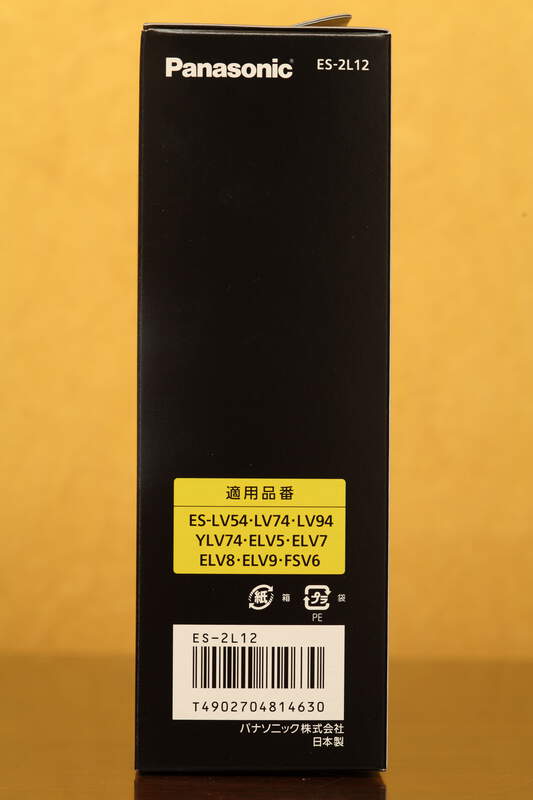 Panasonic ES-2L12
適用品番
ES-LV54・LV74・LV94
YLV74・ELV5・ELV7
ELV8・ELV9・FSV6
紙 箱 プラ 袋
PE
ES-2L12
T4902704814630
パナソニック株式会社
日本製